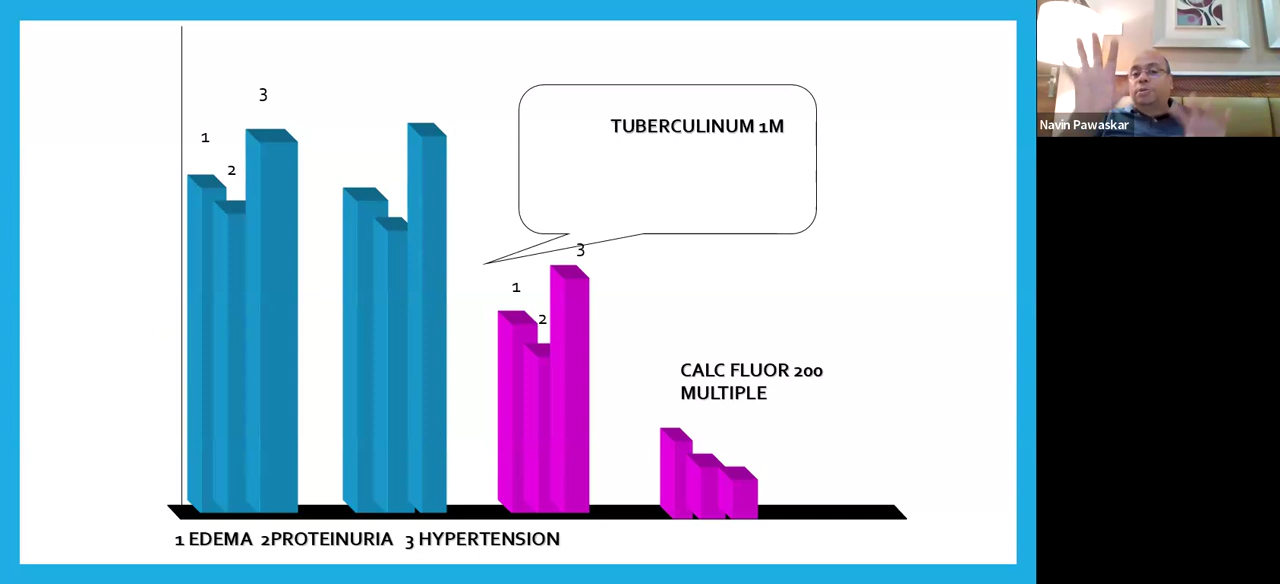 3
1
2
TUBERCULINUM 1M
3
1
2
CALC FLUOR 200
MULTIPLE
1 EDEMA 2PROTEINURIA 3 HYPERTENSION
Navin Pawaskar